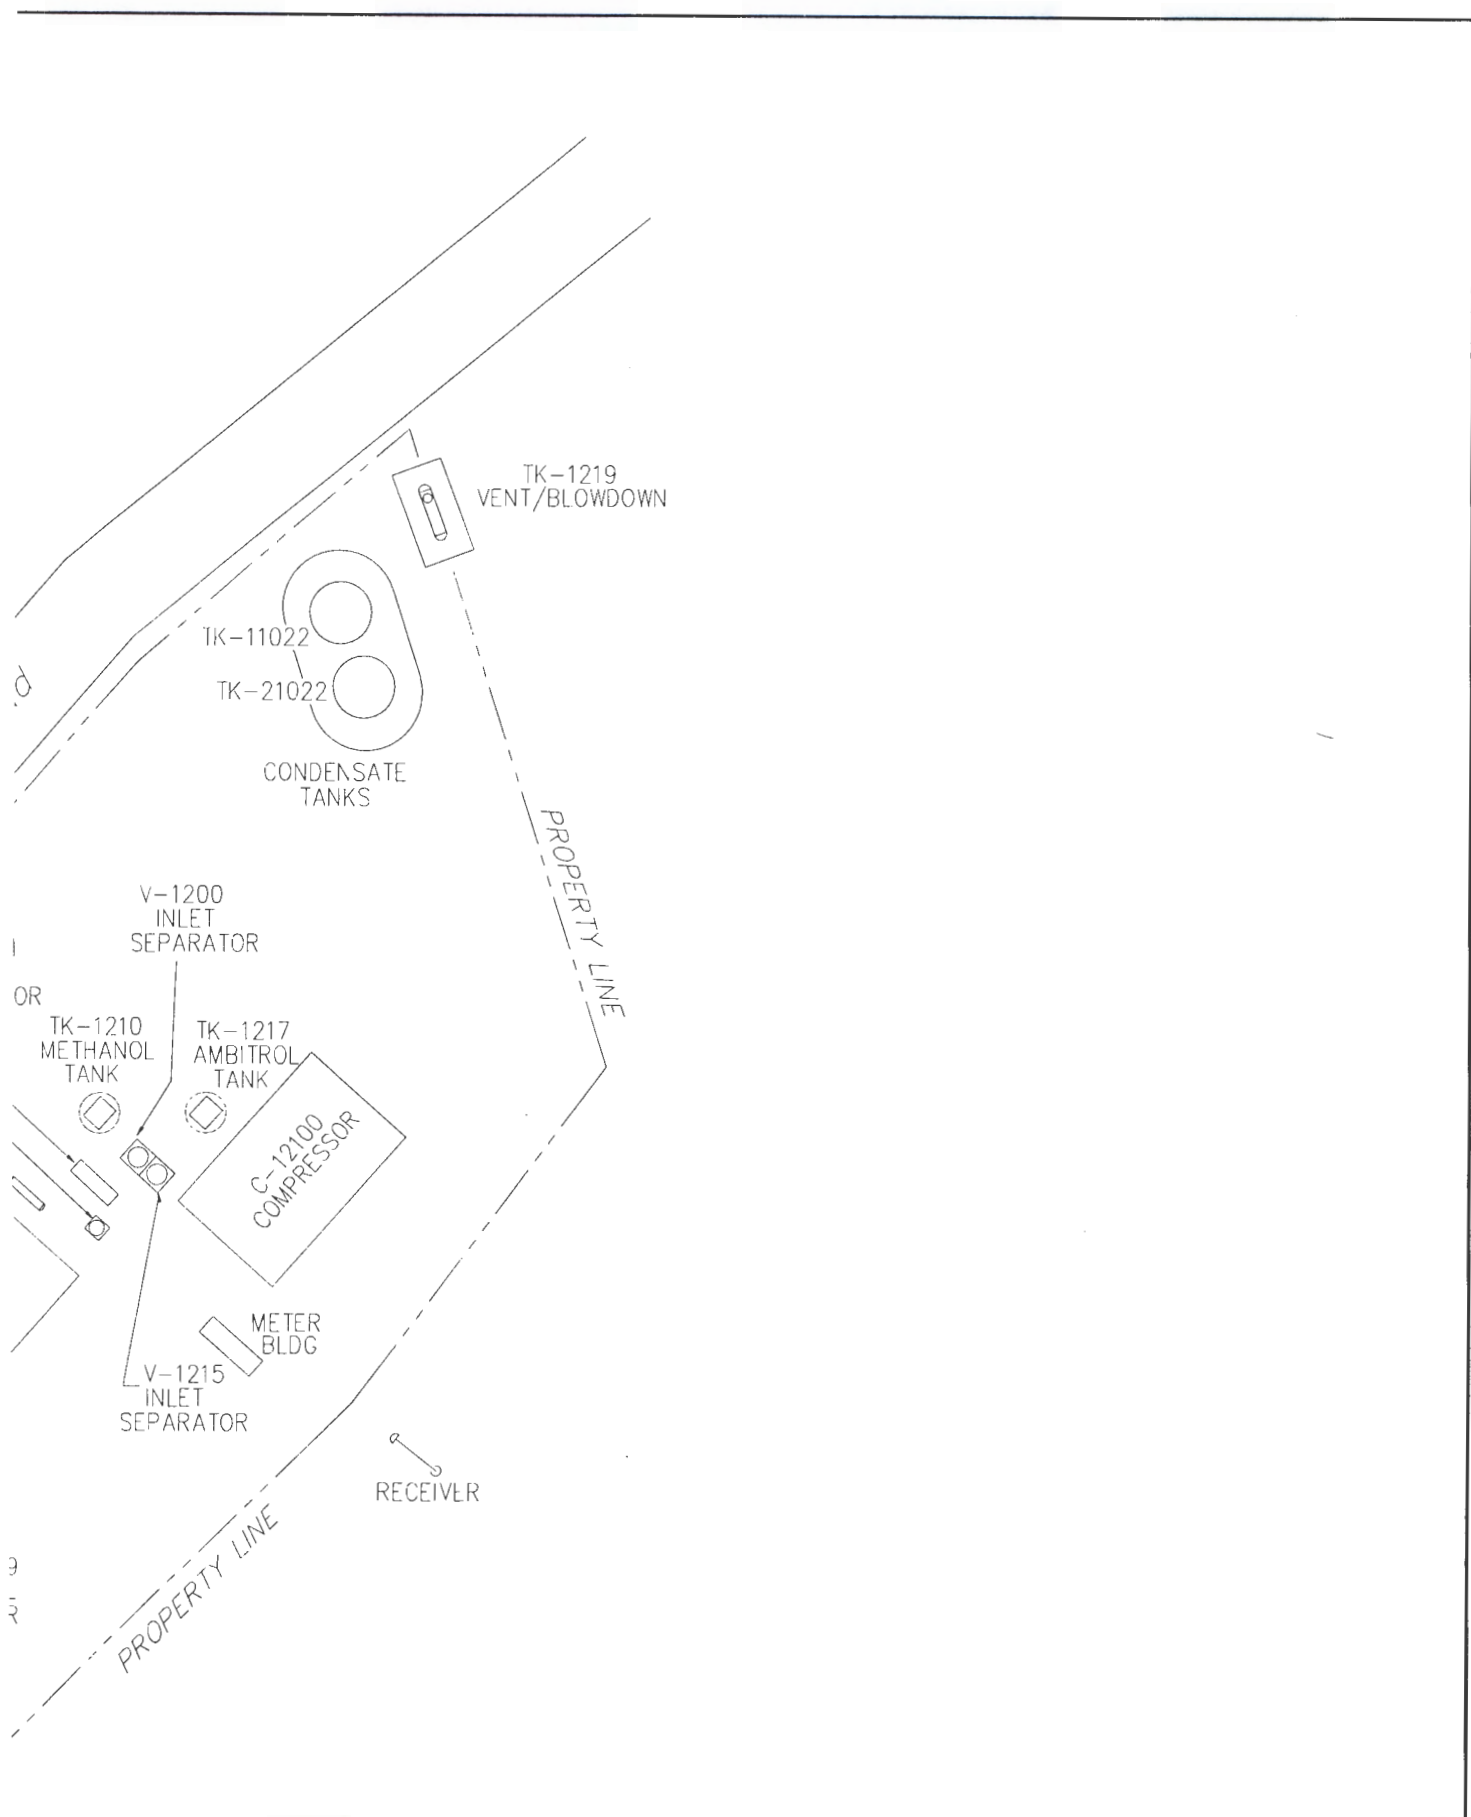 TK-1219
VENT/BLOWDOWN
TK-11022
TK-21022
CONDENSATE
TANKS
PROPERTY LINE
V-1200
INLET
SEPARATOR
OR
TK-1210
METHANOL
TANK
TK-1217
AMBITROL
TANK
C-12100
COMPRESSOR
METER
BLDG
V-1215
INLET
SEPARATOR
RECEIVER
PROPERTY LINE
9
R